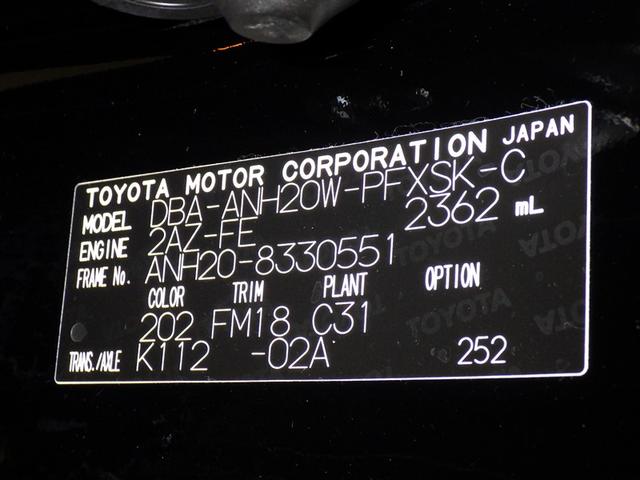 TOYOTA MOTOR CORPORATION JAPAN
MODEL DBA-ANH20W-PFXSK-C
ENGINE 2AZ-FE 2362 mL
FRAME No. ANH20-8330551
COLOR TRIM PLANT OPTION
202 FM18 C31
TRANS./AXLE K112 -02A 252